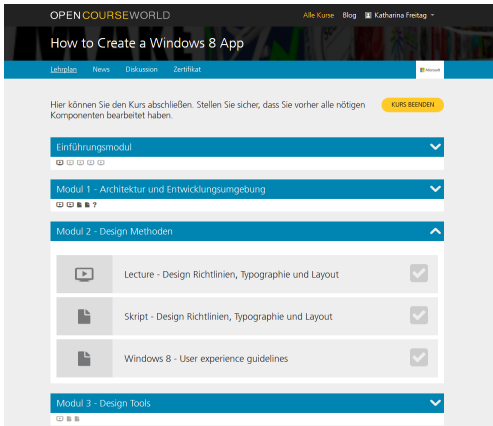 OPENCOURSEWORLD
Alle Kurse Blog Katharina Freitag
How to Create a Windows 8 App
Lehrplan News Diskussion Zertifikat
Microsoft
Hier können Sie den Kurs abschließen. Stellen Sie sicher, dass Sie vorher alle nötigen
Komponenten bearbeitet haben.
KURS BEENDEN
Einführungsmodul
Modul 1 - Architektur und Entwicklungsumgebung
?
Modul 2 - Design Methoden
Lecture - Design Richtlinien, Typographie und Layout
Skript - Design Richtlinien, Typographie und Layout
Windows 8 - User experience guidelines
Modul 3 - Design Tools